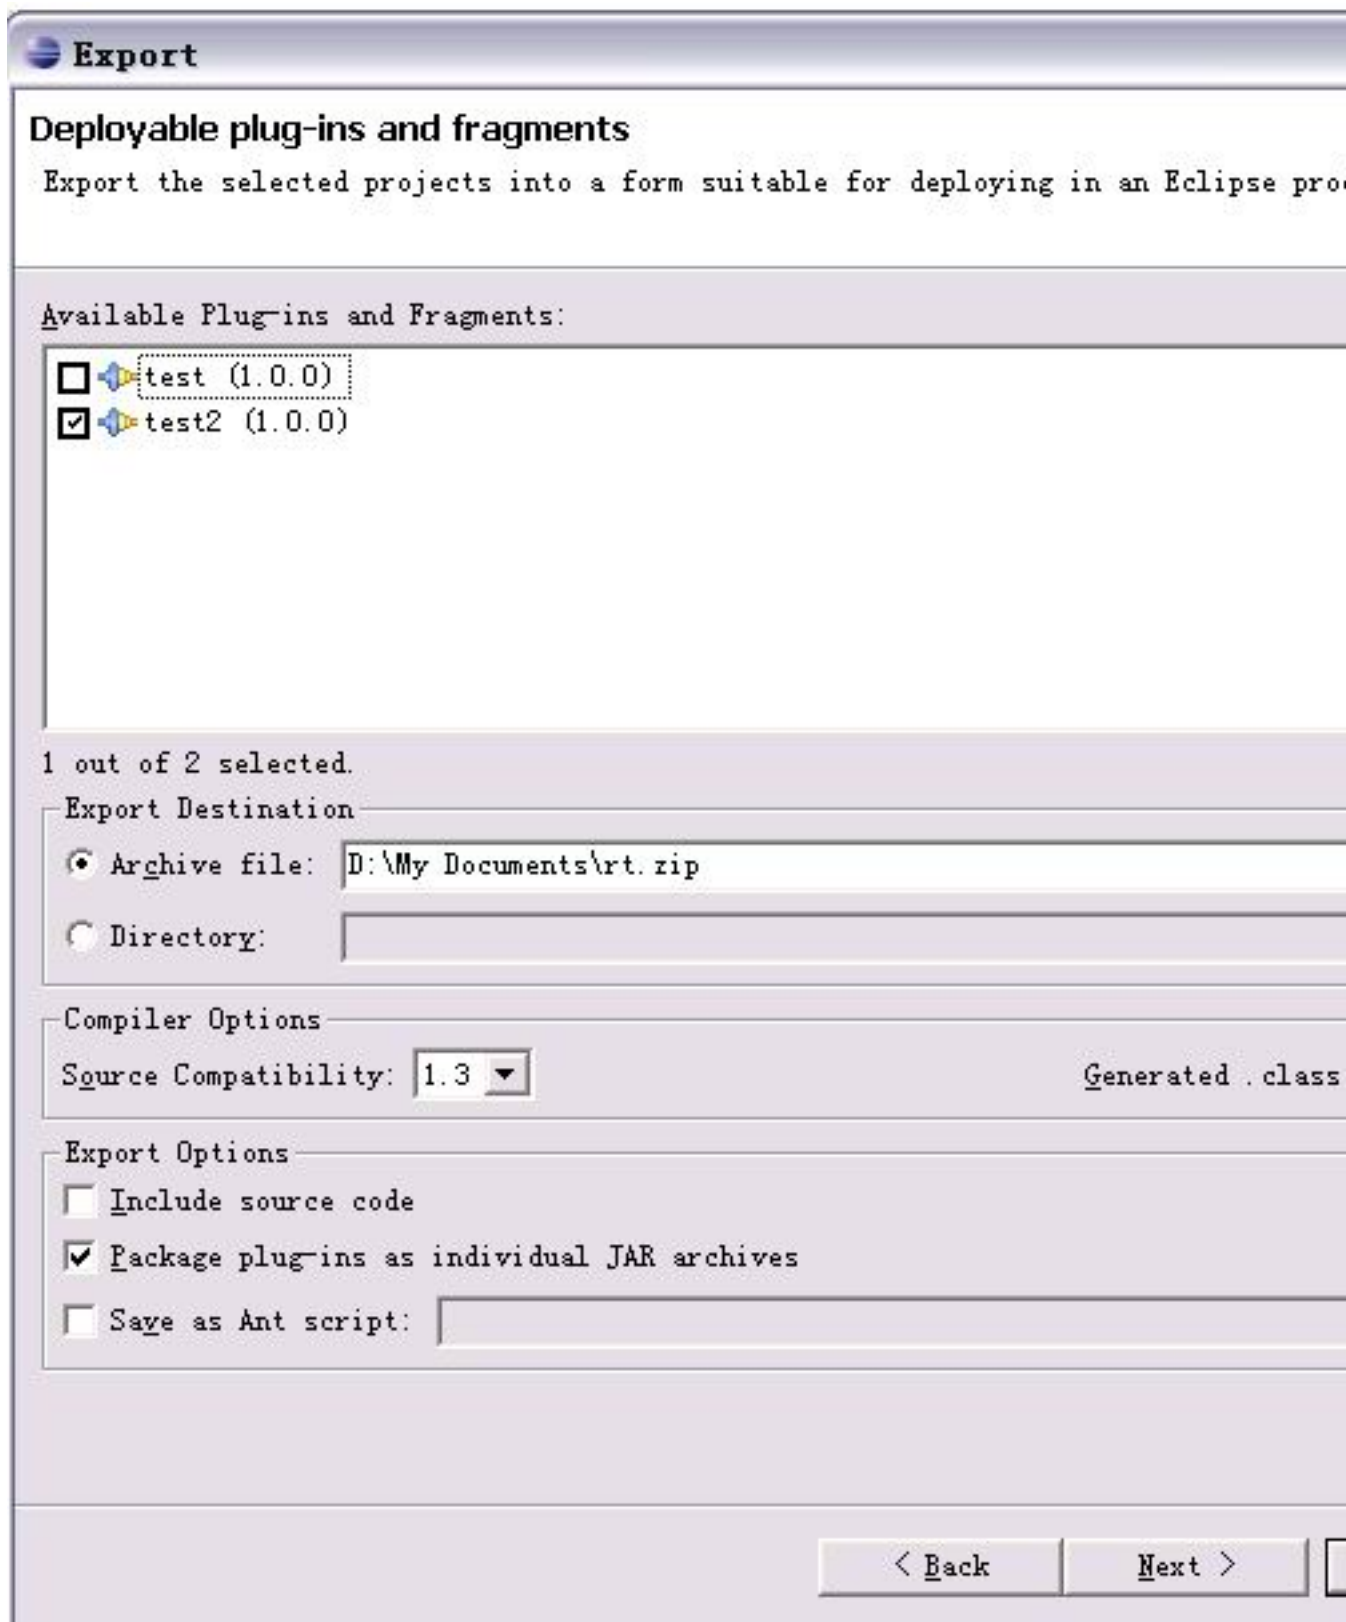 Export
Deployable plug-ins and fragments
Export the selected projects into a form suitable for deploying in an Eclipse
Available Plug-ins and Fragments:
test (1.0.0)
test2 (1.0.0)
1 out of 2 selected.
Export Destination
Archive file: D:\My Documents\rt.zip
Directory:
Compiler Options
Source Compatibility: 1.3 Generated .class
Export Options
Include source code
Package plug-ins as individual JAR archives
Save as Ant script:
< Back Next >